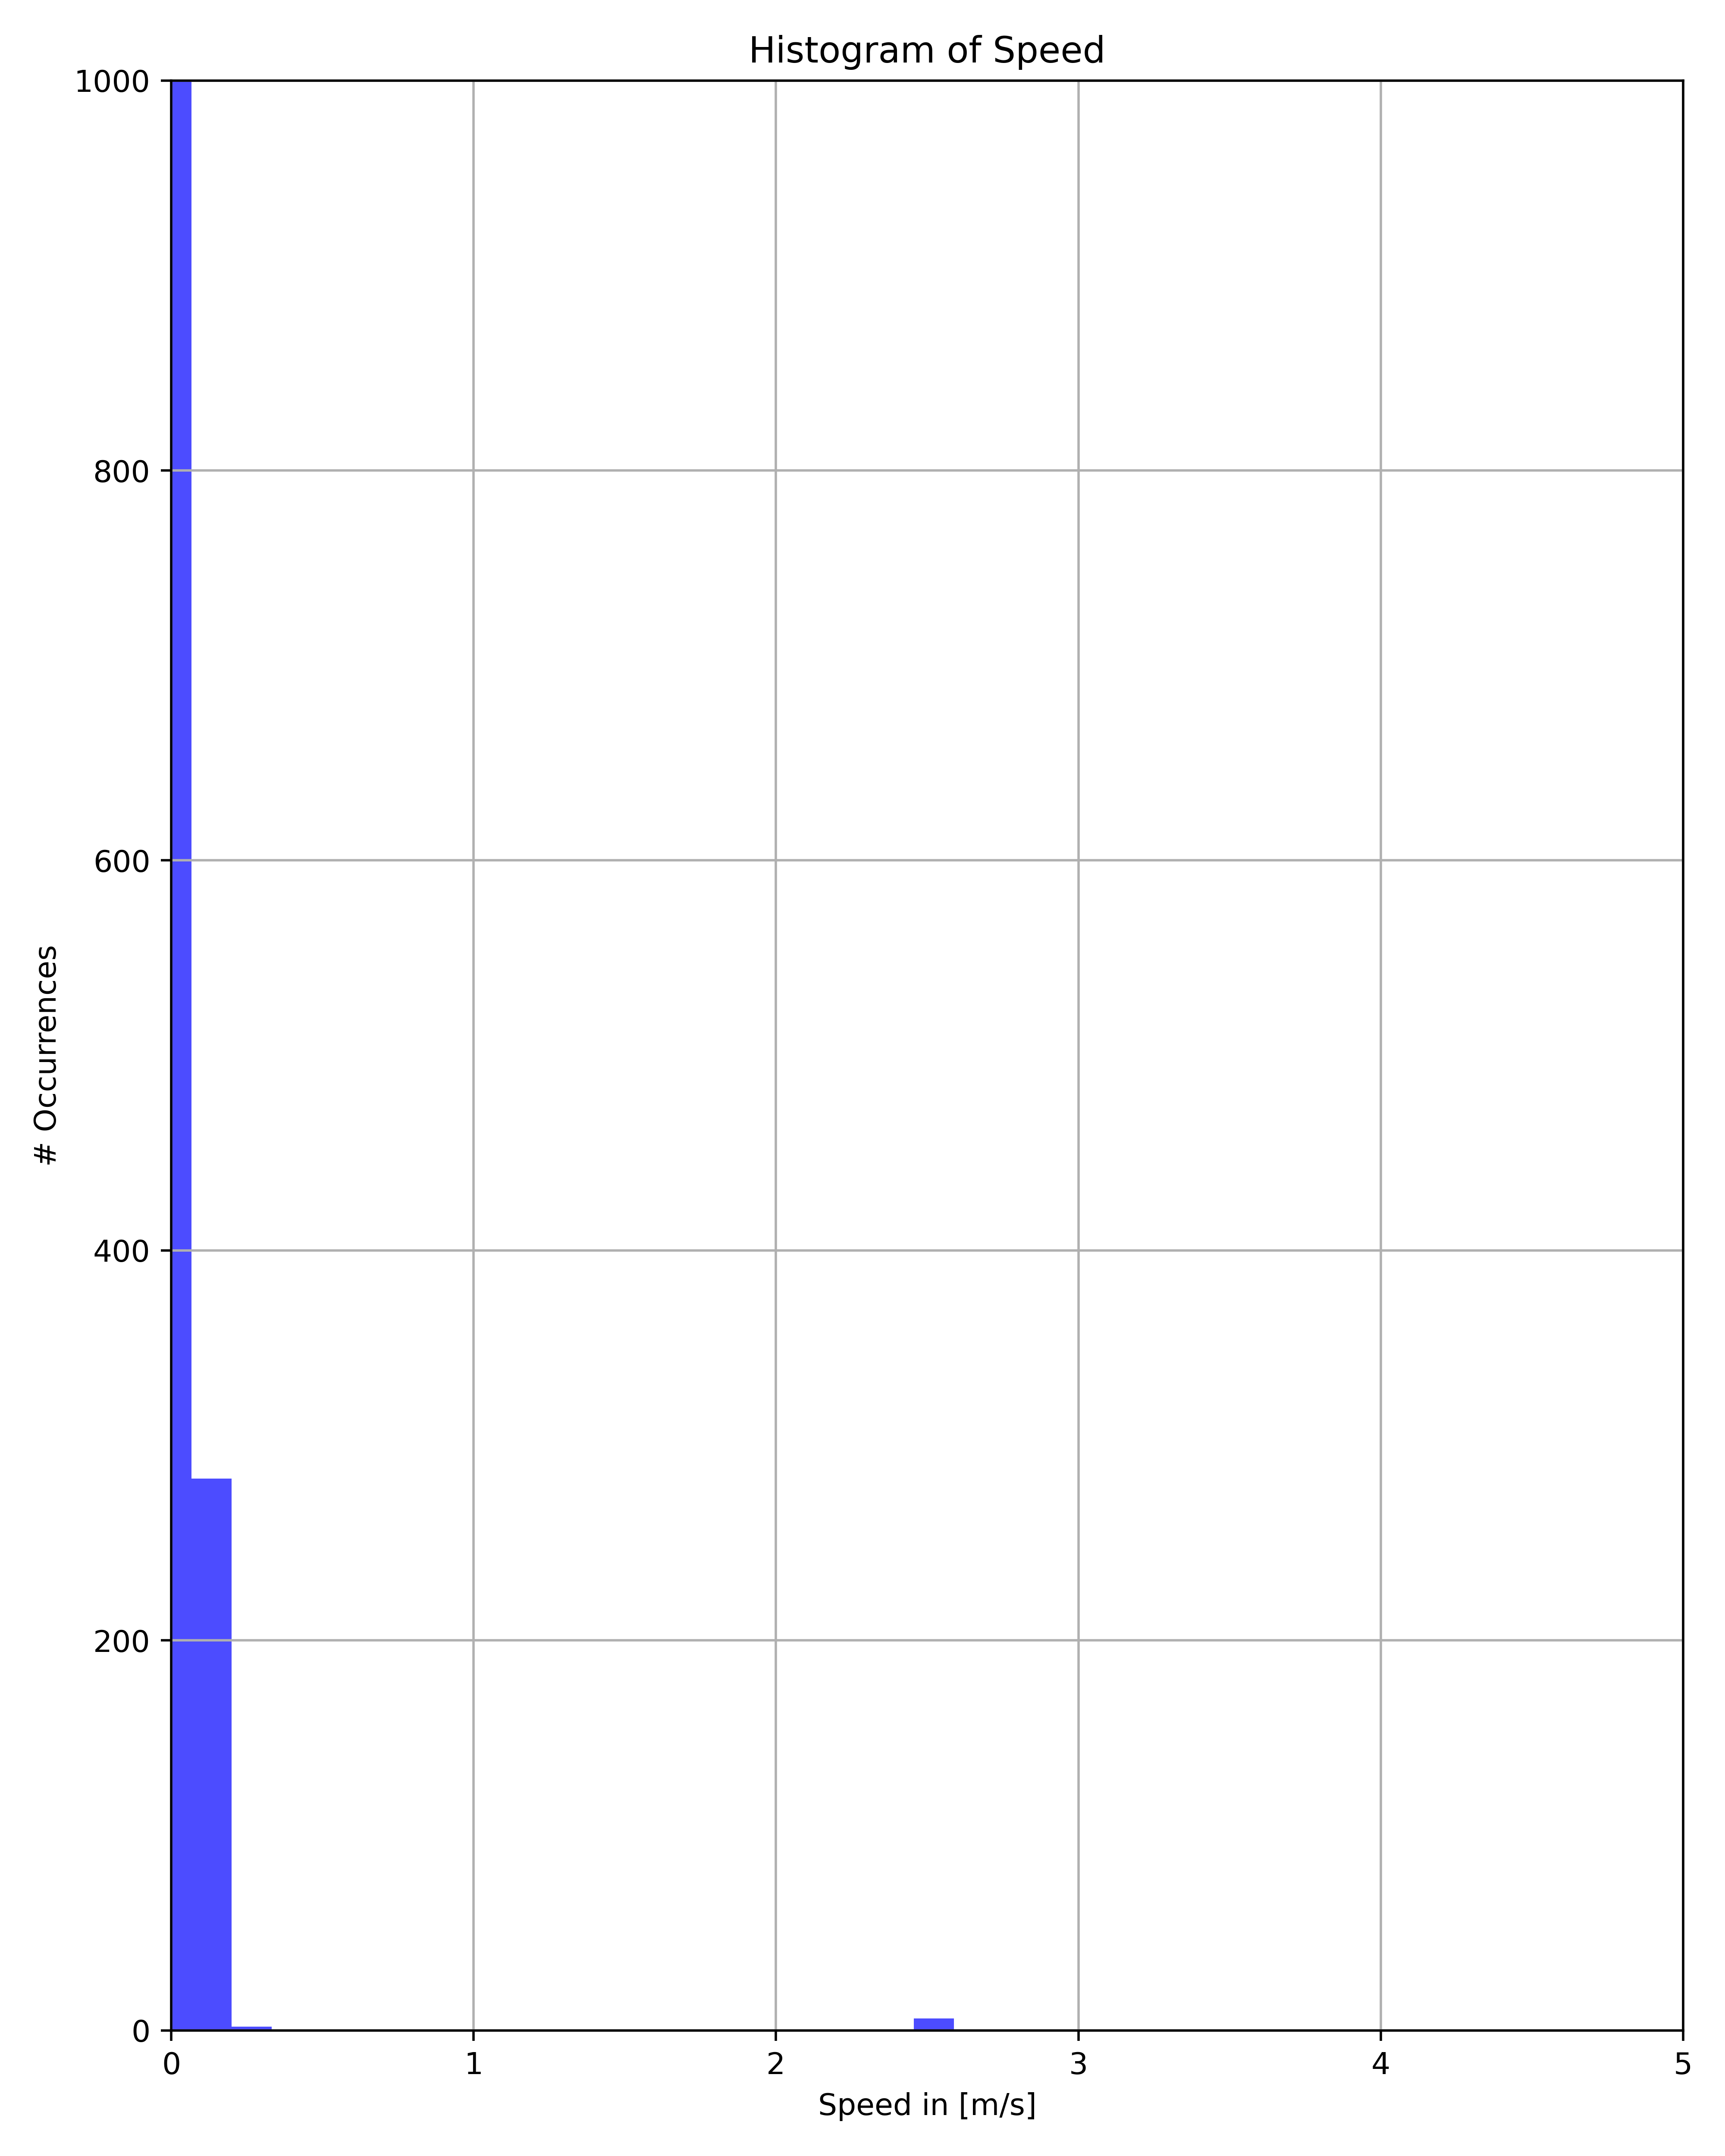 Histogram of Speed
1000
800
600
400
200
0
# Occurrences
0 1 2 3 4 5
Speed in [m/s]